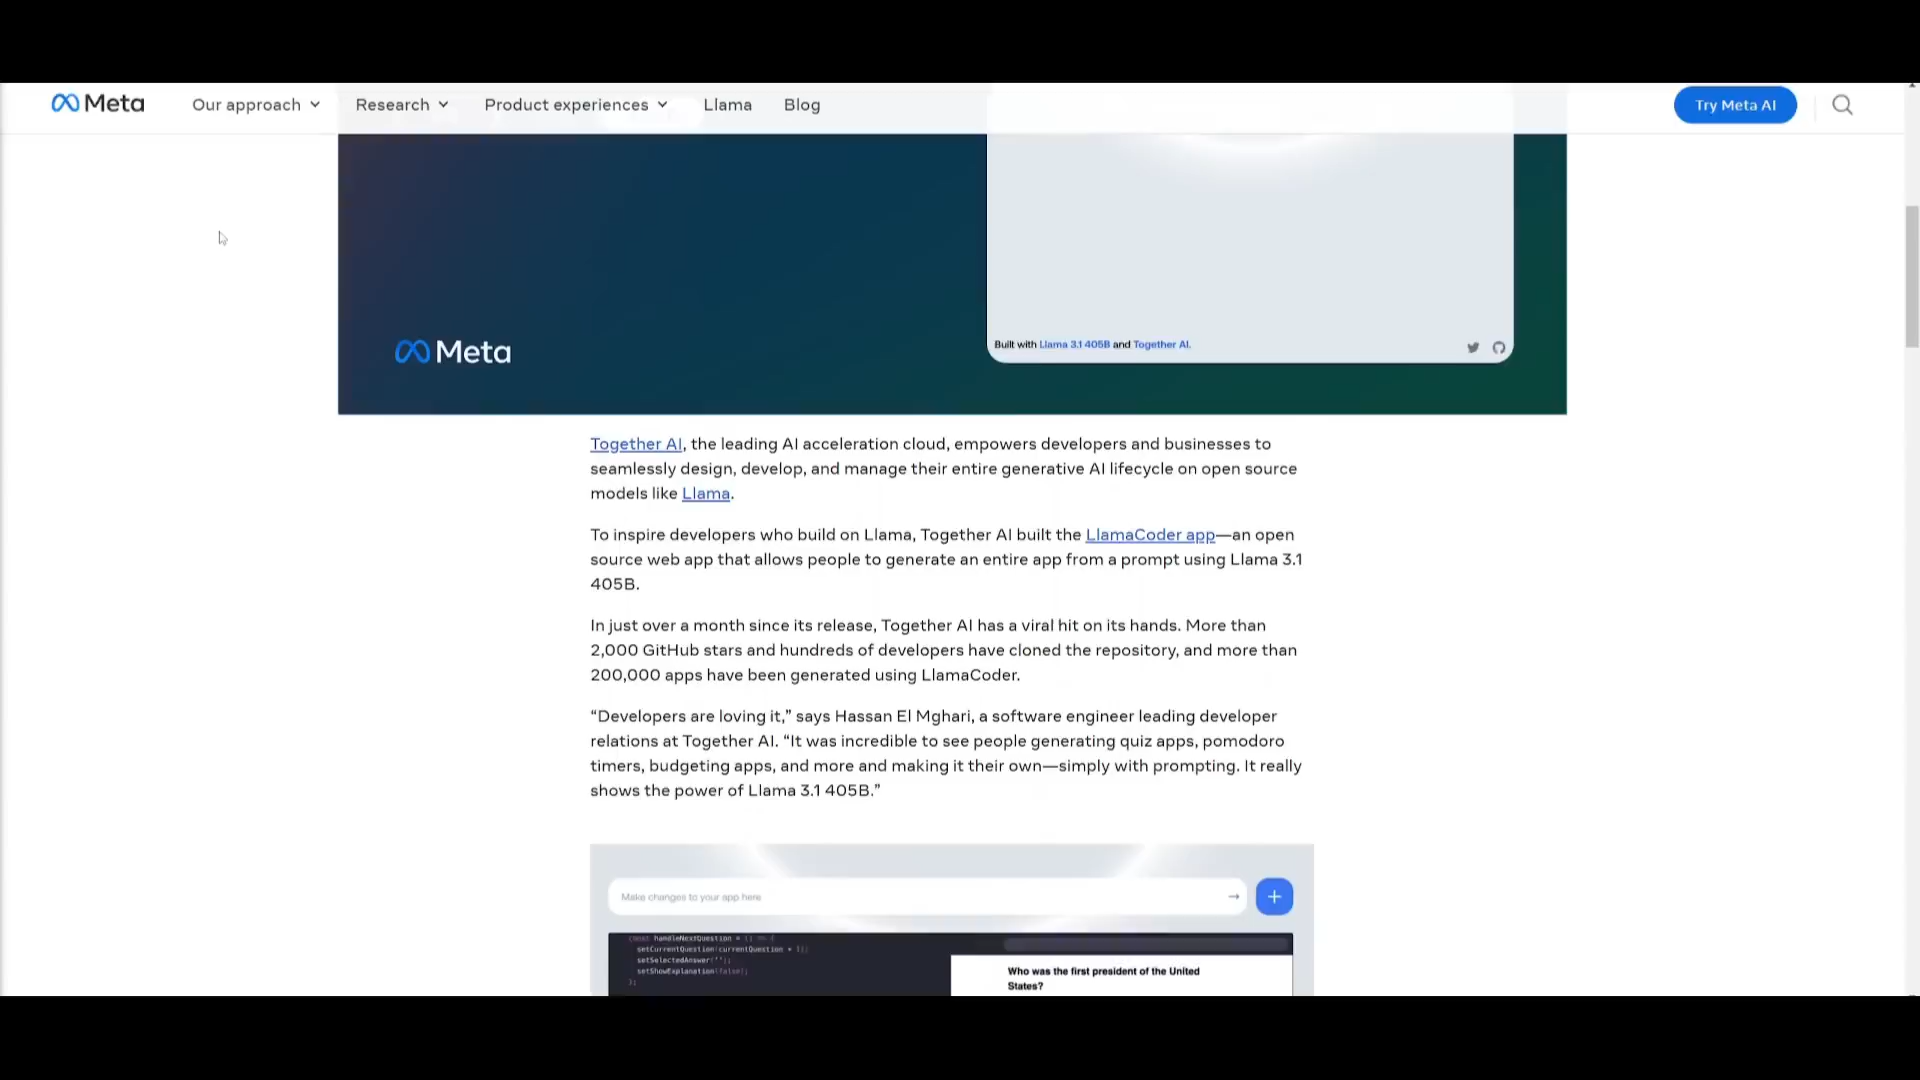 Meta Our approach Research Product experiences Llama Blog Try Meta AI
Meta
Built with Llama 3.1 405B and Together AI.
Together AI, the leading AI acceleration cloud, empowers developers and businesses to
seamlessly design, develop, and manage their entire generative AI lifecycle on open source
models like Llama.
To inspire developers who build on Llama, Together AI built the LlamaCoder app—an open
source web app that allows people to generate an entire app from a prompt using Llama 3.1
405B.
In just over a month since its release, Together AI has a viral hit on its hands. More than
2,000 GitHub stars and hundreds of developers have cloned the repository, and more than
200,000 apps have been generated using LlamaCoder.
“Developers are loving it,” says Hassan El Mghari, a software engineer leading developer
relations at Together AI. “It was incredible to see people generating quiz apps, pomodoro
timers, budgeting apps, and more and making it their own—simply with prompting. It really
shows the power of Llama 3.1 405B.”
Make changes to your app here
const handleNextQuestion = () => {
setCurrentQuestion(currentQuestion + 1);
setSelectedAnswer('');
setShowExplanation(false);
};
Who was the first president of the United
States?